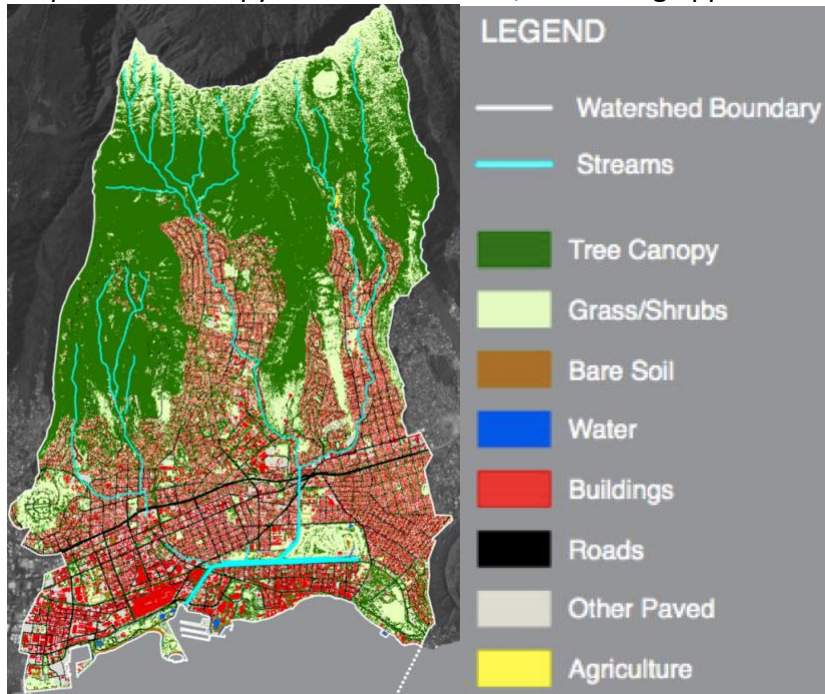 LEGEND
Watershed Boundary
Streams
Tree Canopy
Grass/Shrubs
Bare Soil
Water
Buildings
Roads
Other Paved
Agriculture